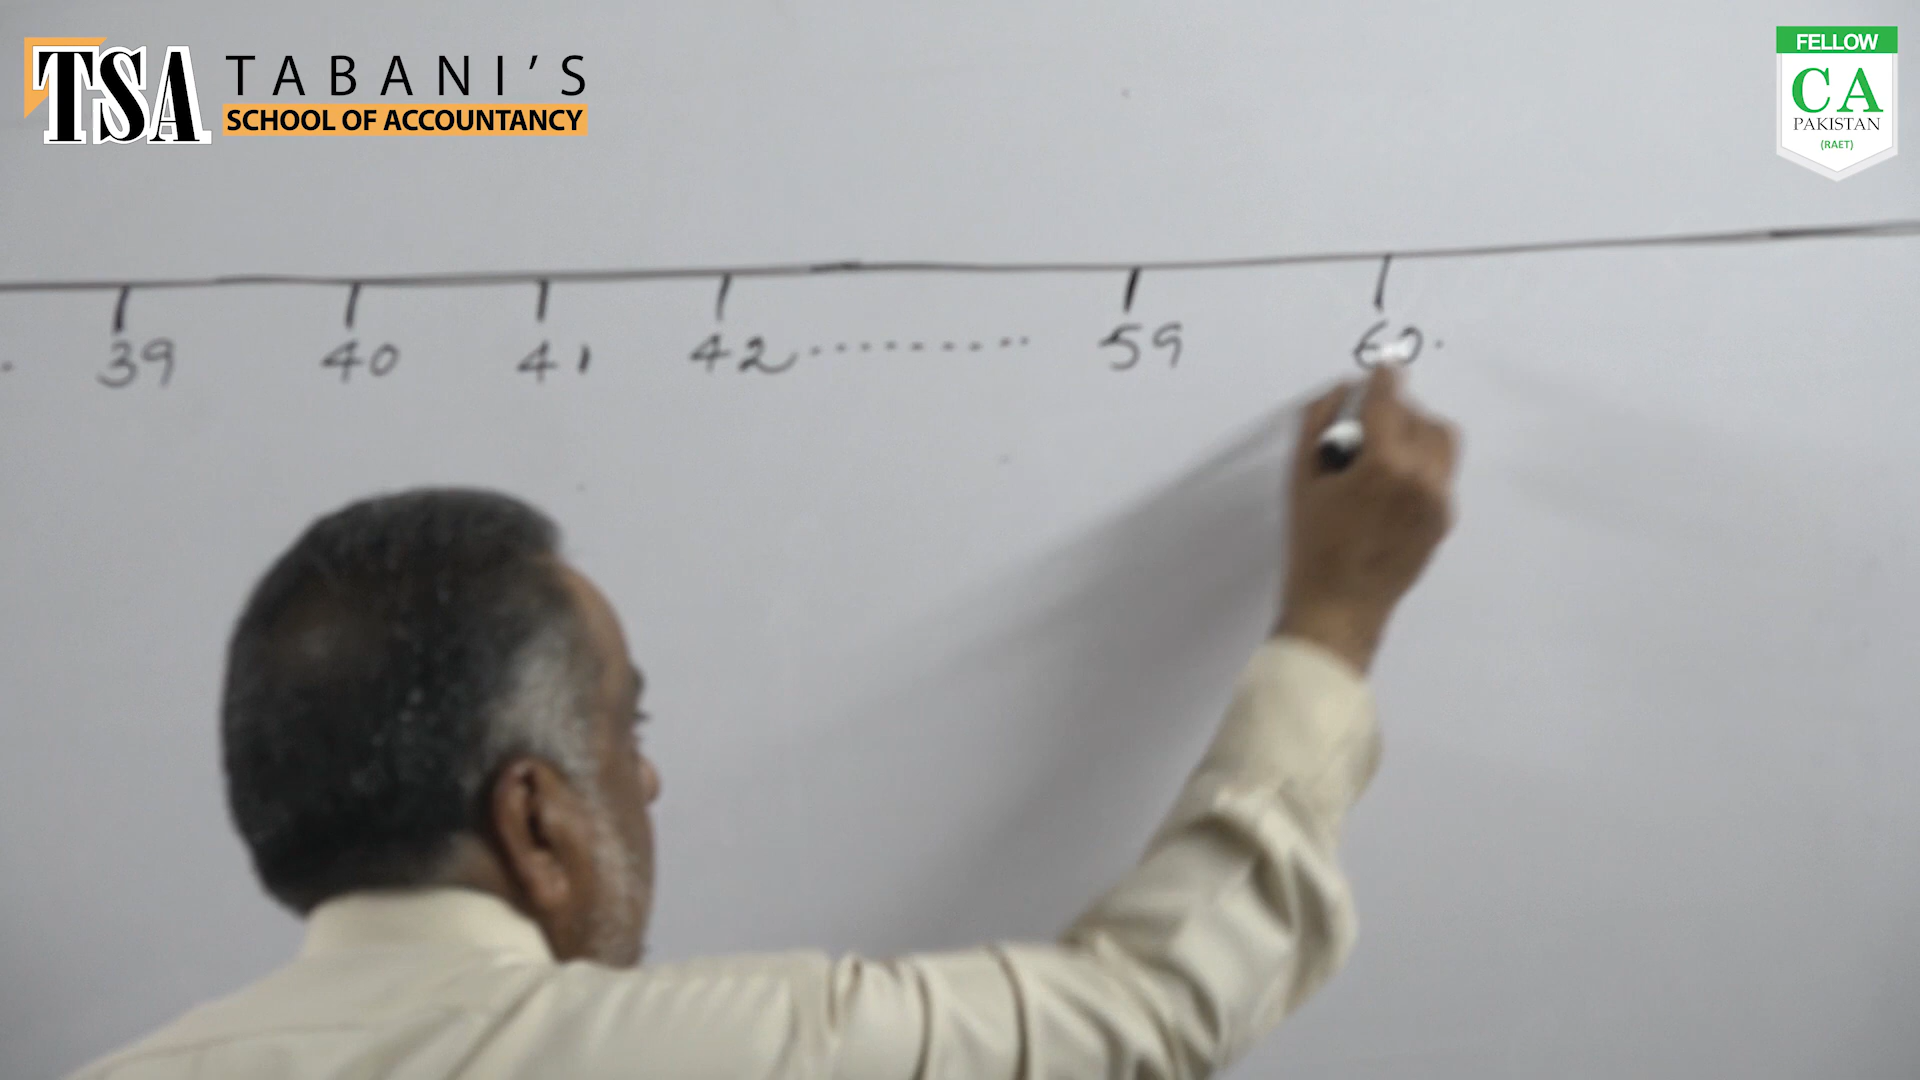 TSA TABANI'S
SCHOOL OF ACCOUNTANCY
FELLOW
CA
PAKISTAN
(RAET)
. 39 40 41 42......... 59 60.